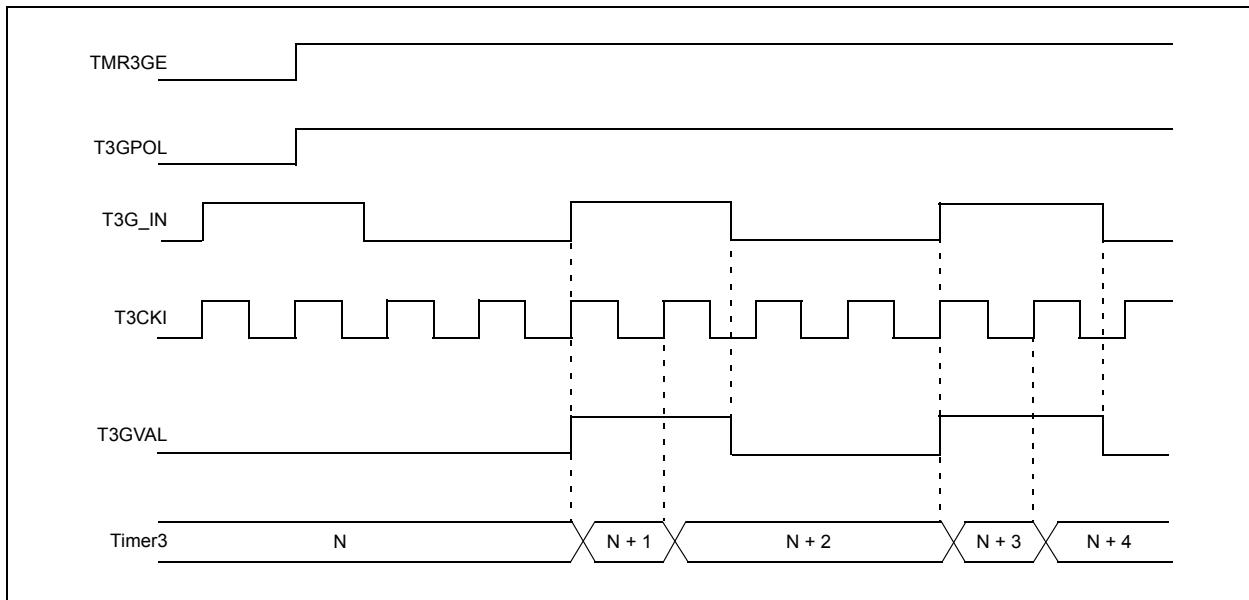 TMR3GE
T3GPOL
T3G_IN
T3CKI
T3GVAL
Timer3 N N + 1 N + 2 N + 3 N + 4